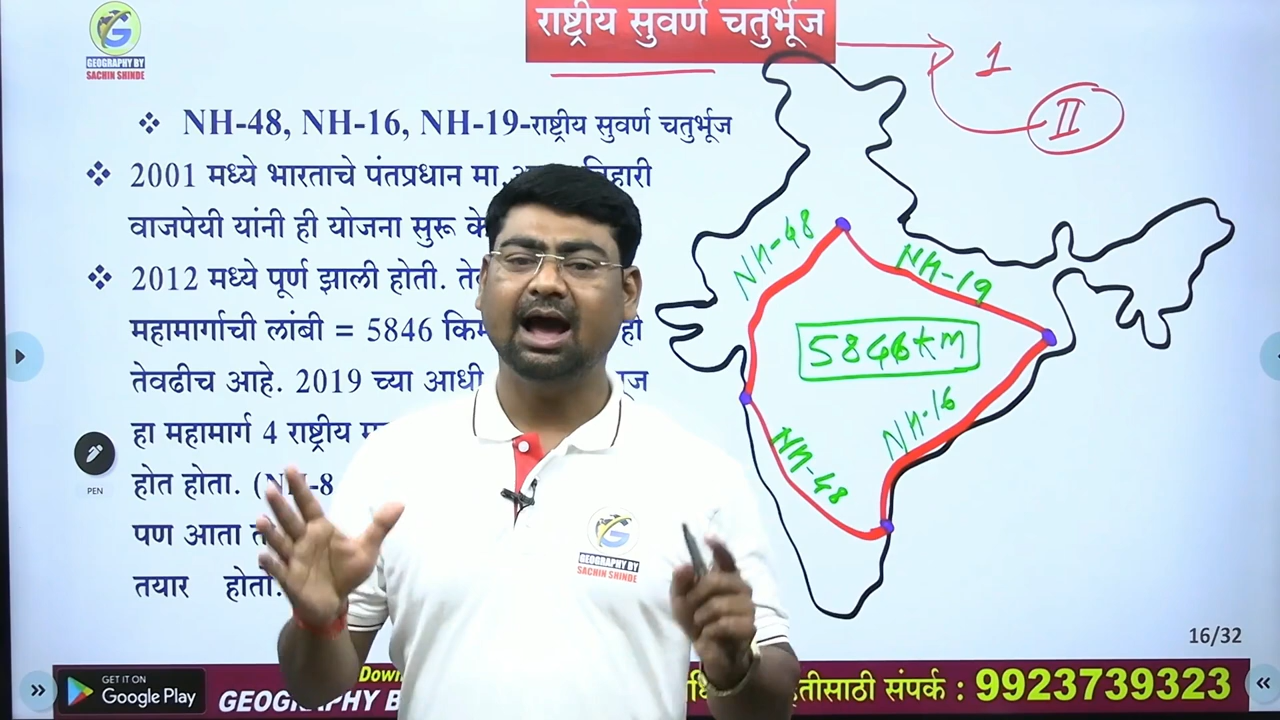 राष्ट्रीय सुवर्ण चतुर्भूज
1
II
G
GEOGRAPHY BY
SACHIN SHINDE
❖ NH-48, NH-16, NH-19-राष्ट्रीय सुवर्ण चतुर्भूज
❖ 2001 मध्ये भारताचे पंतप्रधान मा.
वाजपेयी यांनी ही योजना सुरू
❖ 2012 मध्ये पूर्ण झाली होती.
महामार्गाची लांबी = 5846
तेवढीच आहे. 2019 च्या आधी
हा महामार्ग 4 राष्ट्रीय
होत होता.
पण आता
तयार होतो.
PEN
NH-48
NH-19
5846km
NH-16
NH-48
GEOGRAPHY BY
SACHIN SHINDE
16/32
GET IT ON
Google Play
GEOGRAPHY
संपर्क : 9923739323